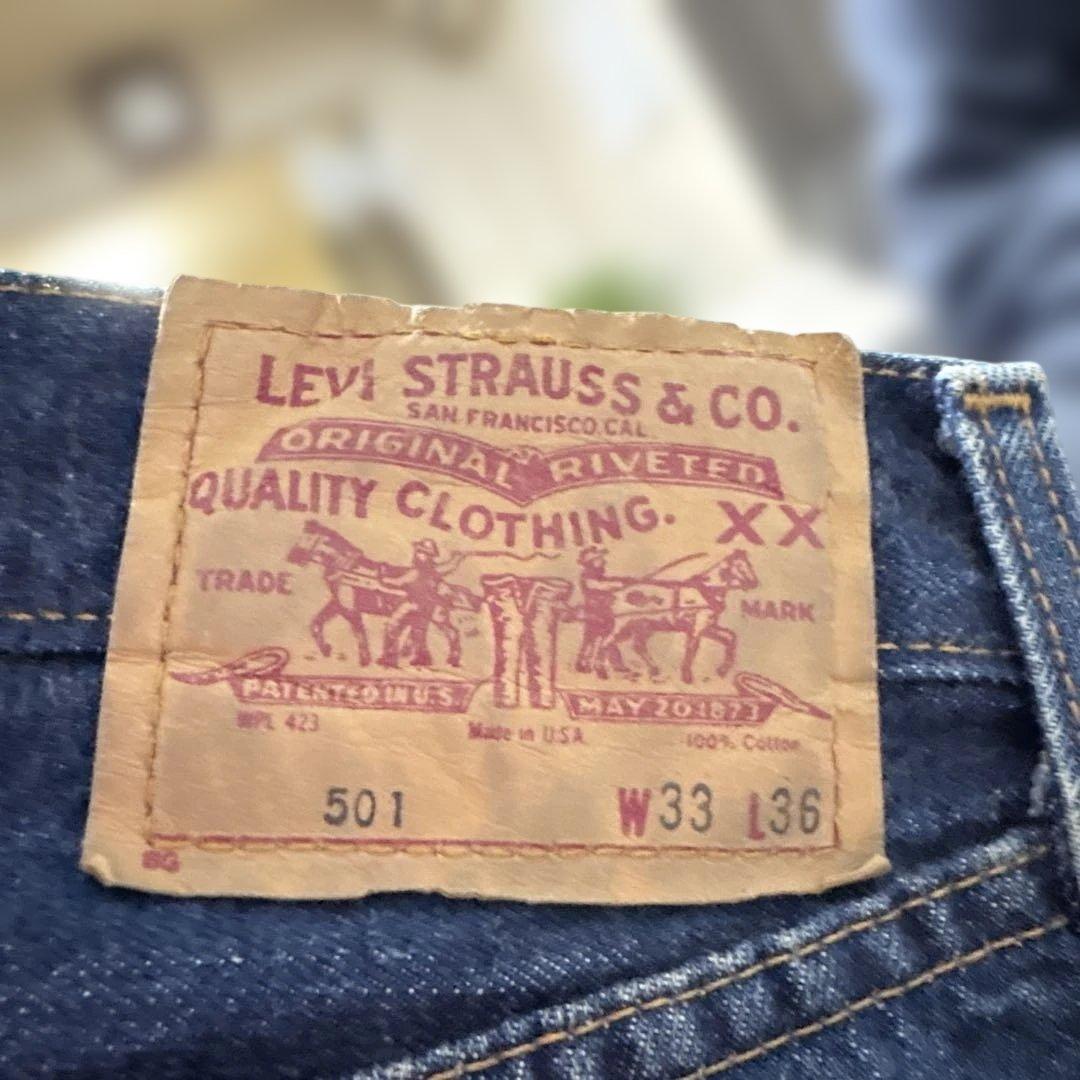 LEVI STRAUSS & CO.
SAN FRANCISCO.CAL
ORIGINAL RIVETED
QUALITY CLOTHING. XX
TRADE MARK
PATENTED IN U.S. MAY 20 1873
WPL 423 Made in U.S.A. 100% Cotton
501 W33 L36